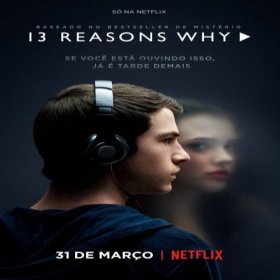 SÓ NA NETFLIX
BASEADO NO BESTSELLER DE MISTÉRIO
13 REASONS WHY
SE VOCÊ ESTÁ OUVINDO ISSO,
JÁ É TARDE DEMAIS
31 DE MARÇO | NETFLIX